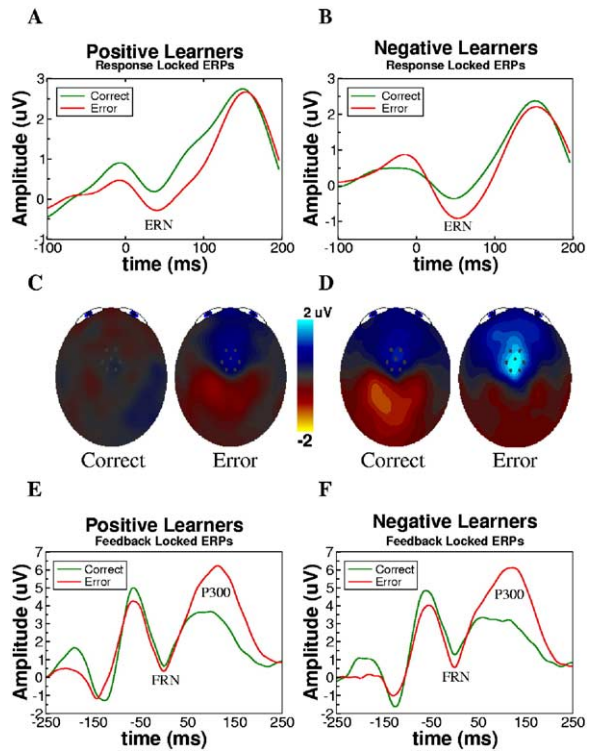 A
B
Positive Learners
Response Locked ERPs
Negative Learners
Response Locked ERPs
Amplitude (uV)
3
2
1
0
-1
Correct
Error
ERN
-100
0
100
200
time (ms)
Amplitude (uV)
3
2
1
0
-1
Correct
Error
ERN
-100
0
100
200
time (ms)
C
D
2 uV
-2
Correct
Error
Correct
Error
E
F
Positive Learners
Feedback Locked ERPs
Negative Learners
Feedback Locked ERPs
Amplitude (uV)
7
6
5
4
3
2
1
0
-1
-2
Correct
Error
P300
FRN
-250
-150
-50
50
150
250
time (ms)
Amplitude (uV)
7
6
5
4
3
2
1
0
-1
-2
Correct
Error
P300
FRN
-250
-150
-50
50
150
250
time (ms)